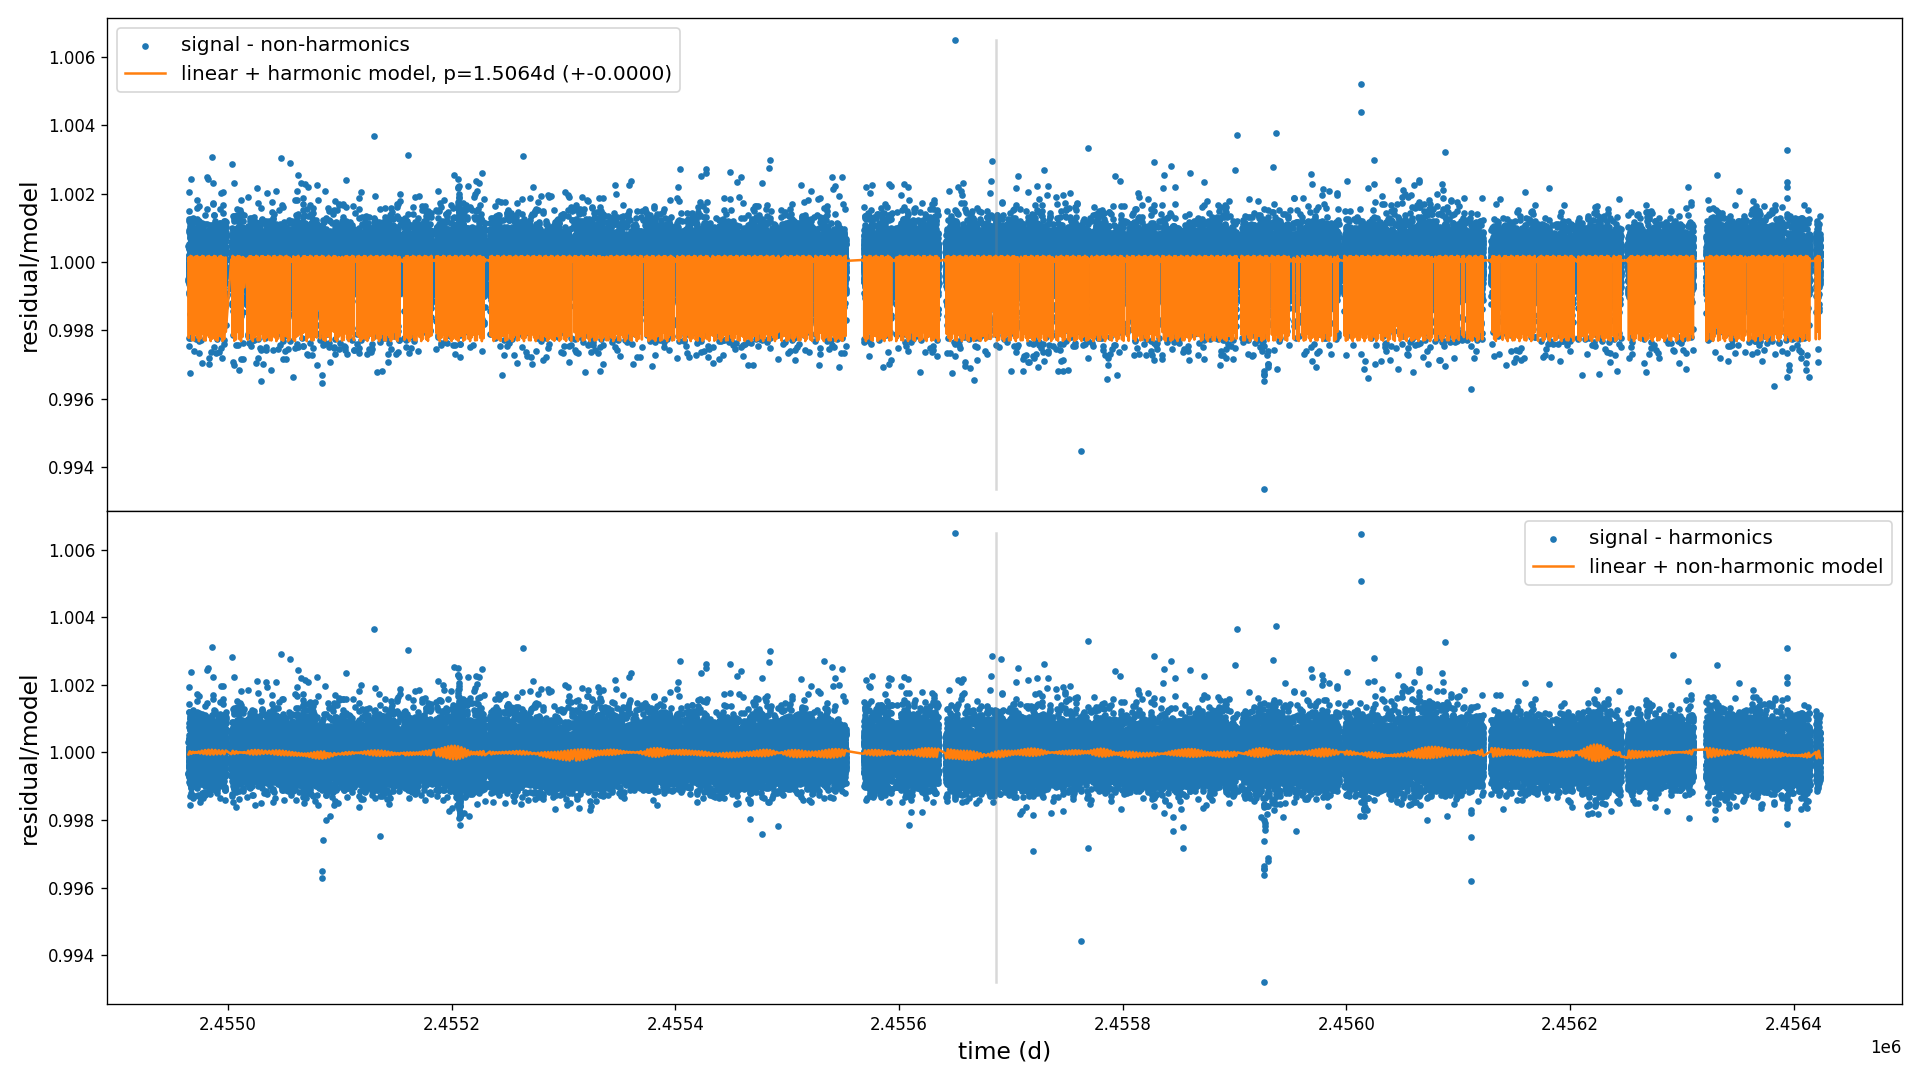 signal - non-harmonics
linear + harmonic model, p=1.5064d (+-0.0000)
1.006
1.004
1.002
1.000
0.998
0.996
0.994
residual/model
signal - harmonics
linear + non-harmonic model
1.006
1.004
1.002
1.000
0.998
0.996
0.994
residual/model
2.4550 2.4552 2.4554 2.4556 2.4558 2.4560 2.4562 2.4564
1e6
time (d)